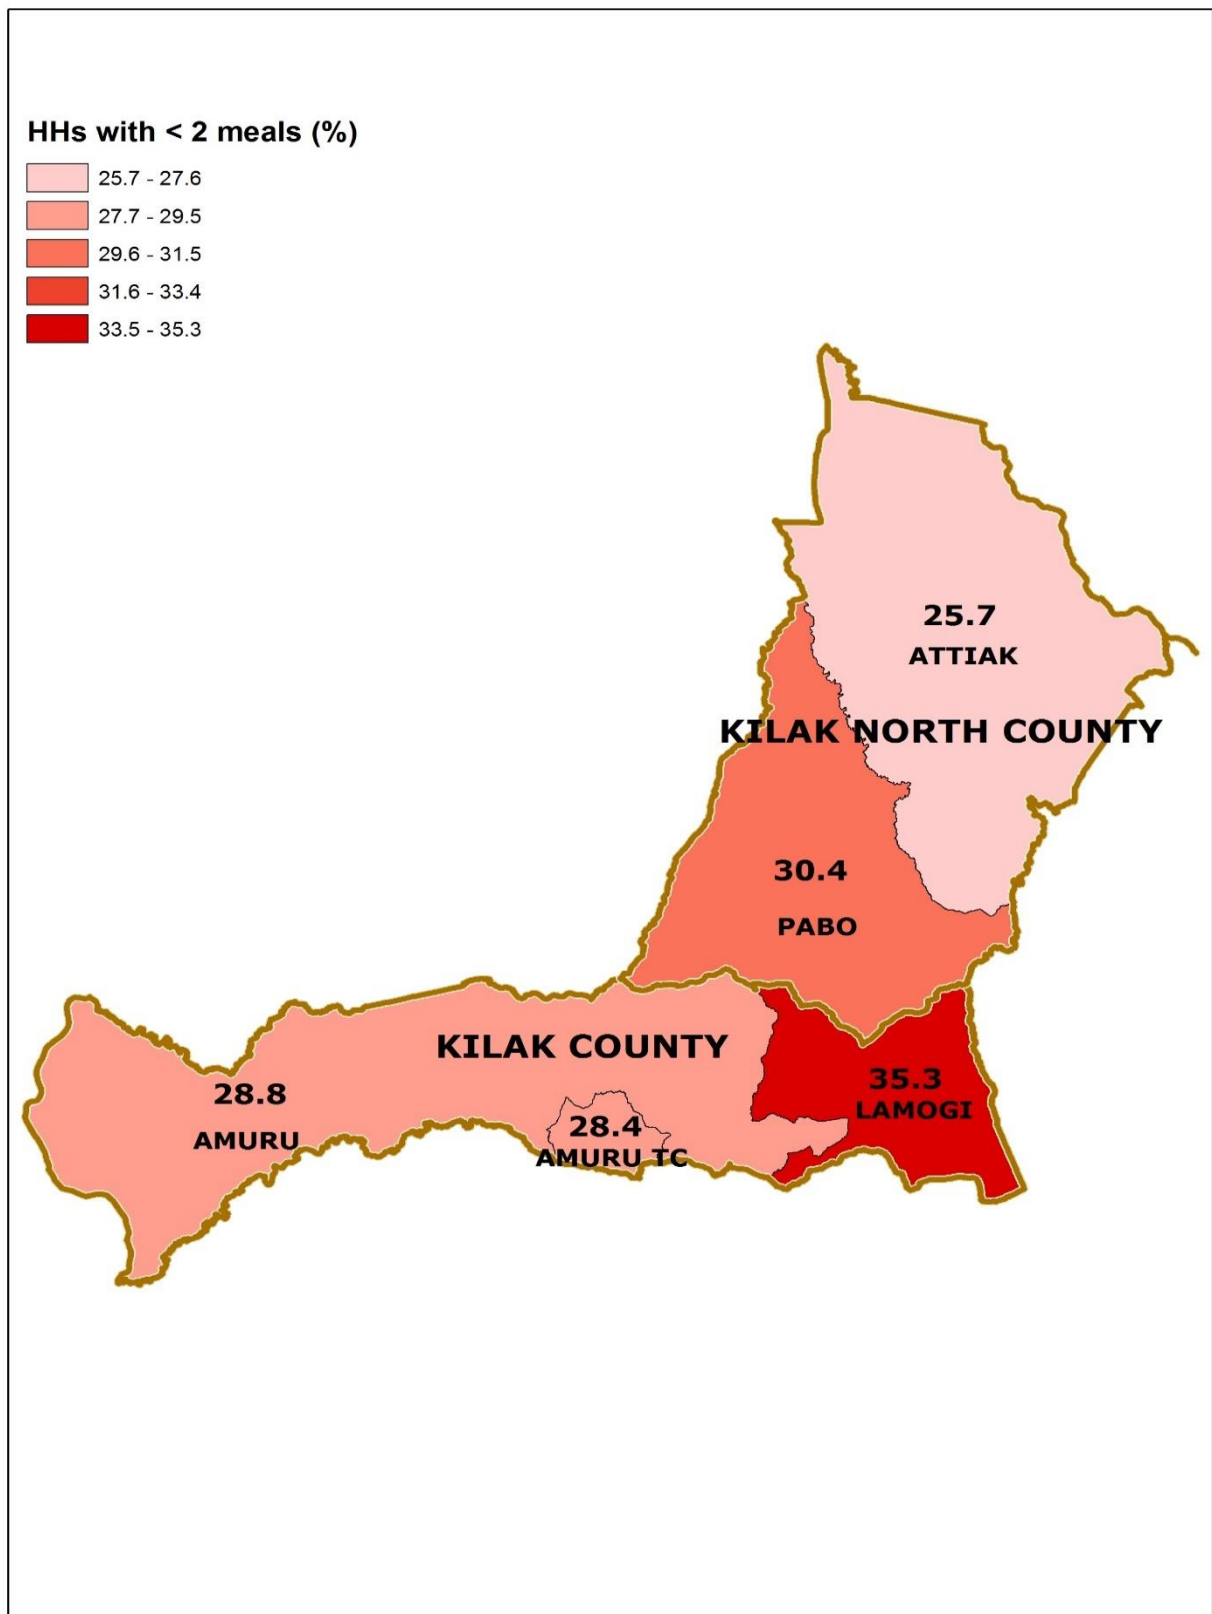 HHs with < 2 meals (%)
25.7 - 27.6
27.7 - 29.5
29.6 - 31.5
31.6 - 33.4
33.5 - 35.3
25.7
ATTIAK
KILAK NORTH COUNTY
30.4
PABO
KILAK COUNTY
28.8
AMURU
28.4
AMURU TC
35.3
LAMOGI